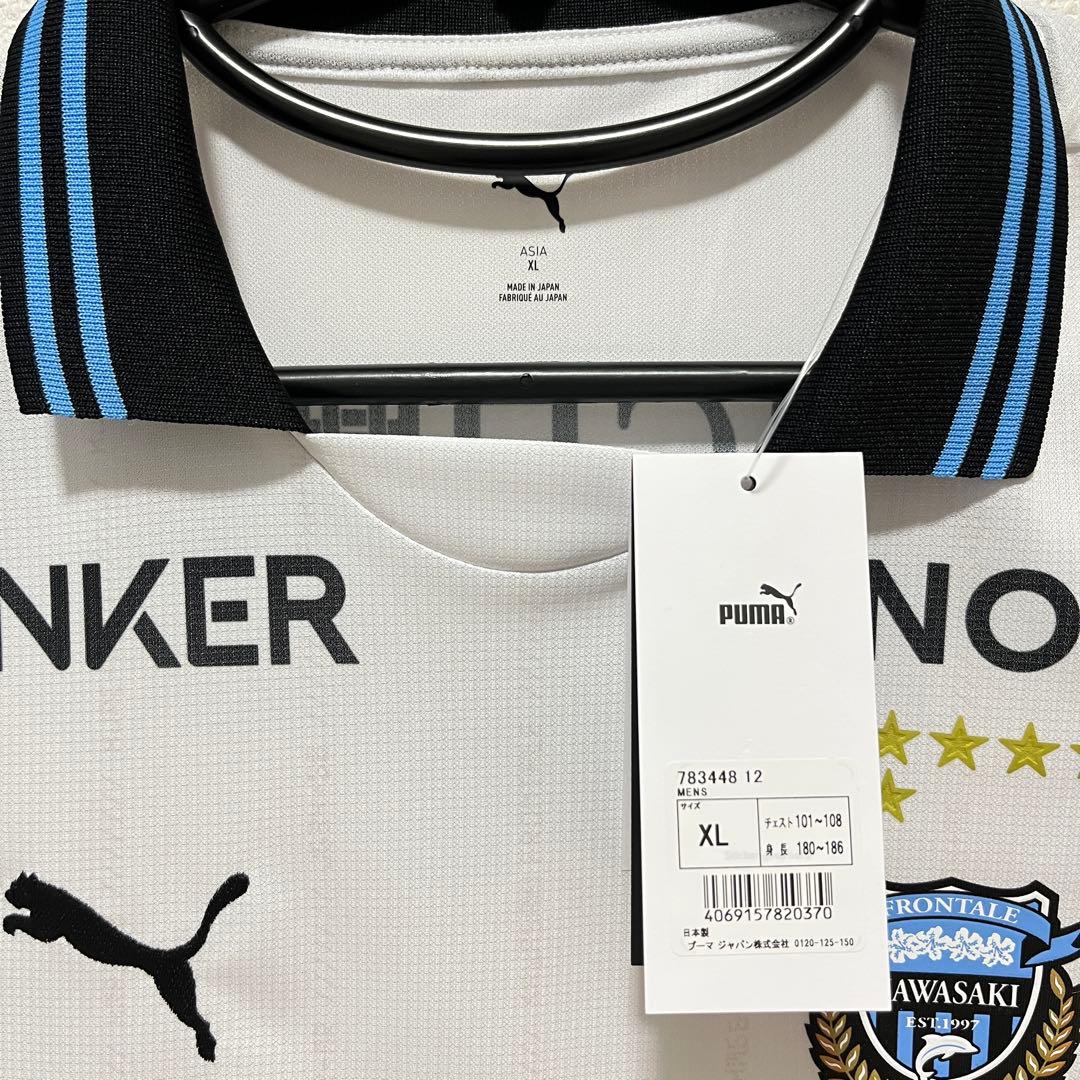 ASIA
XL
MADE IN JAPAN
FABRIQUÉ AU JAPAN
NKER
NO
PUMA®
783448 12
MENS
サイズ
XL
チェスト 101~108
身長 180~186
4069157820370
日本製
プーマ ジャパン株式会社 0120-125-150
FRONTALE
AWASAKI
EST.1997